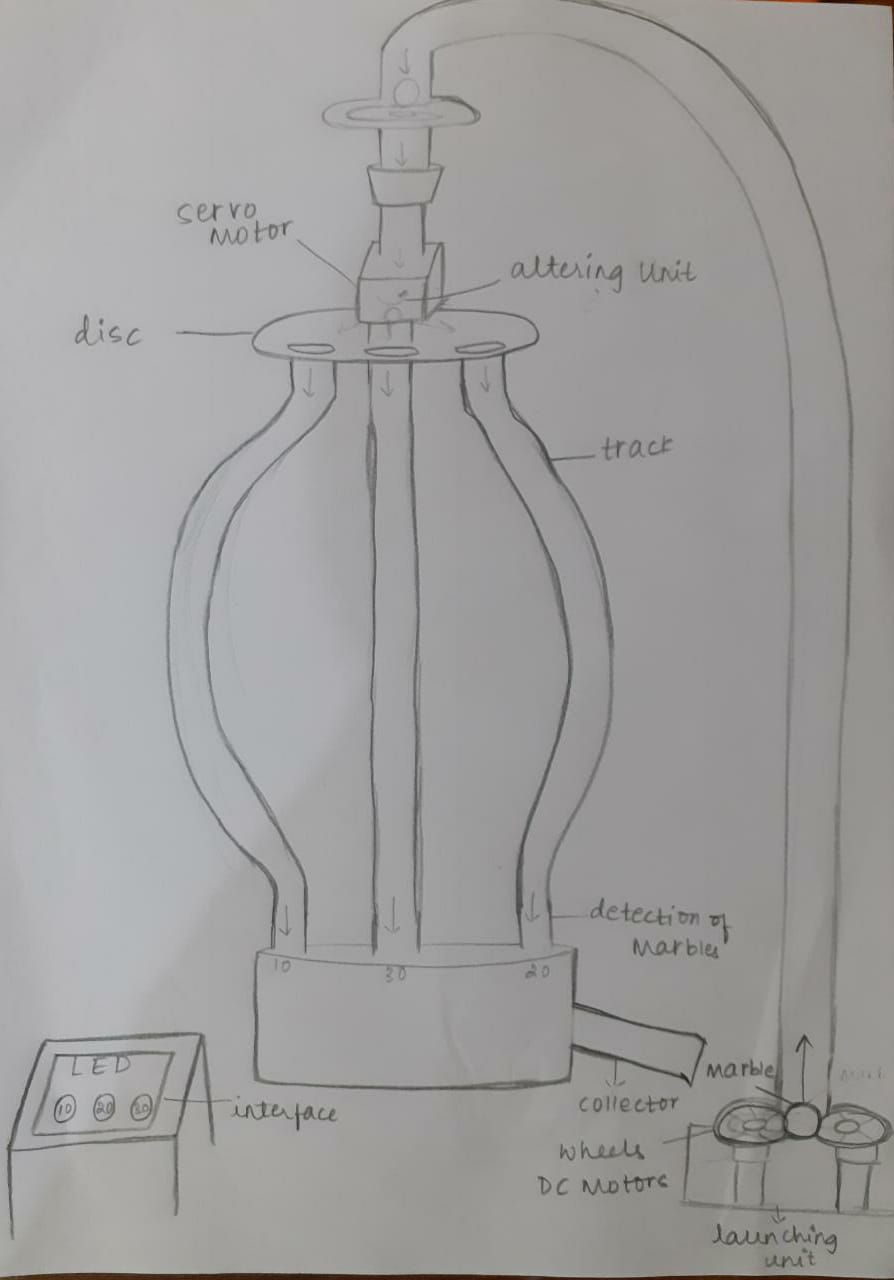 servo
Motor
altering Unit
disc
track
detection of
Marbles
10
30
20
LED
10 20 30
interface
collector
Marble
wheels
DC Motors
launching
unit